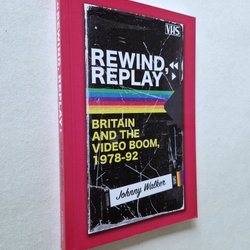 VHS
REWIND,
REPLAY
BRITAIN
AND THE
VIDEO BOOM,
1978-92
Johnny Walker
REWIND, REPLAY